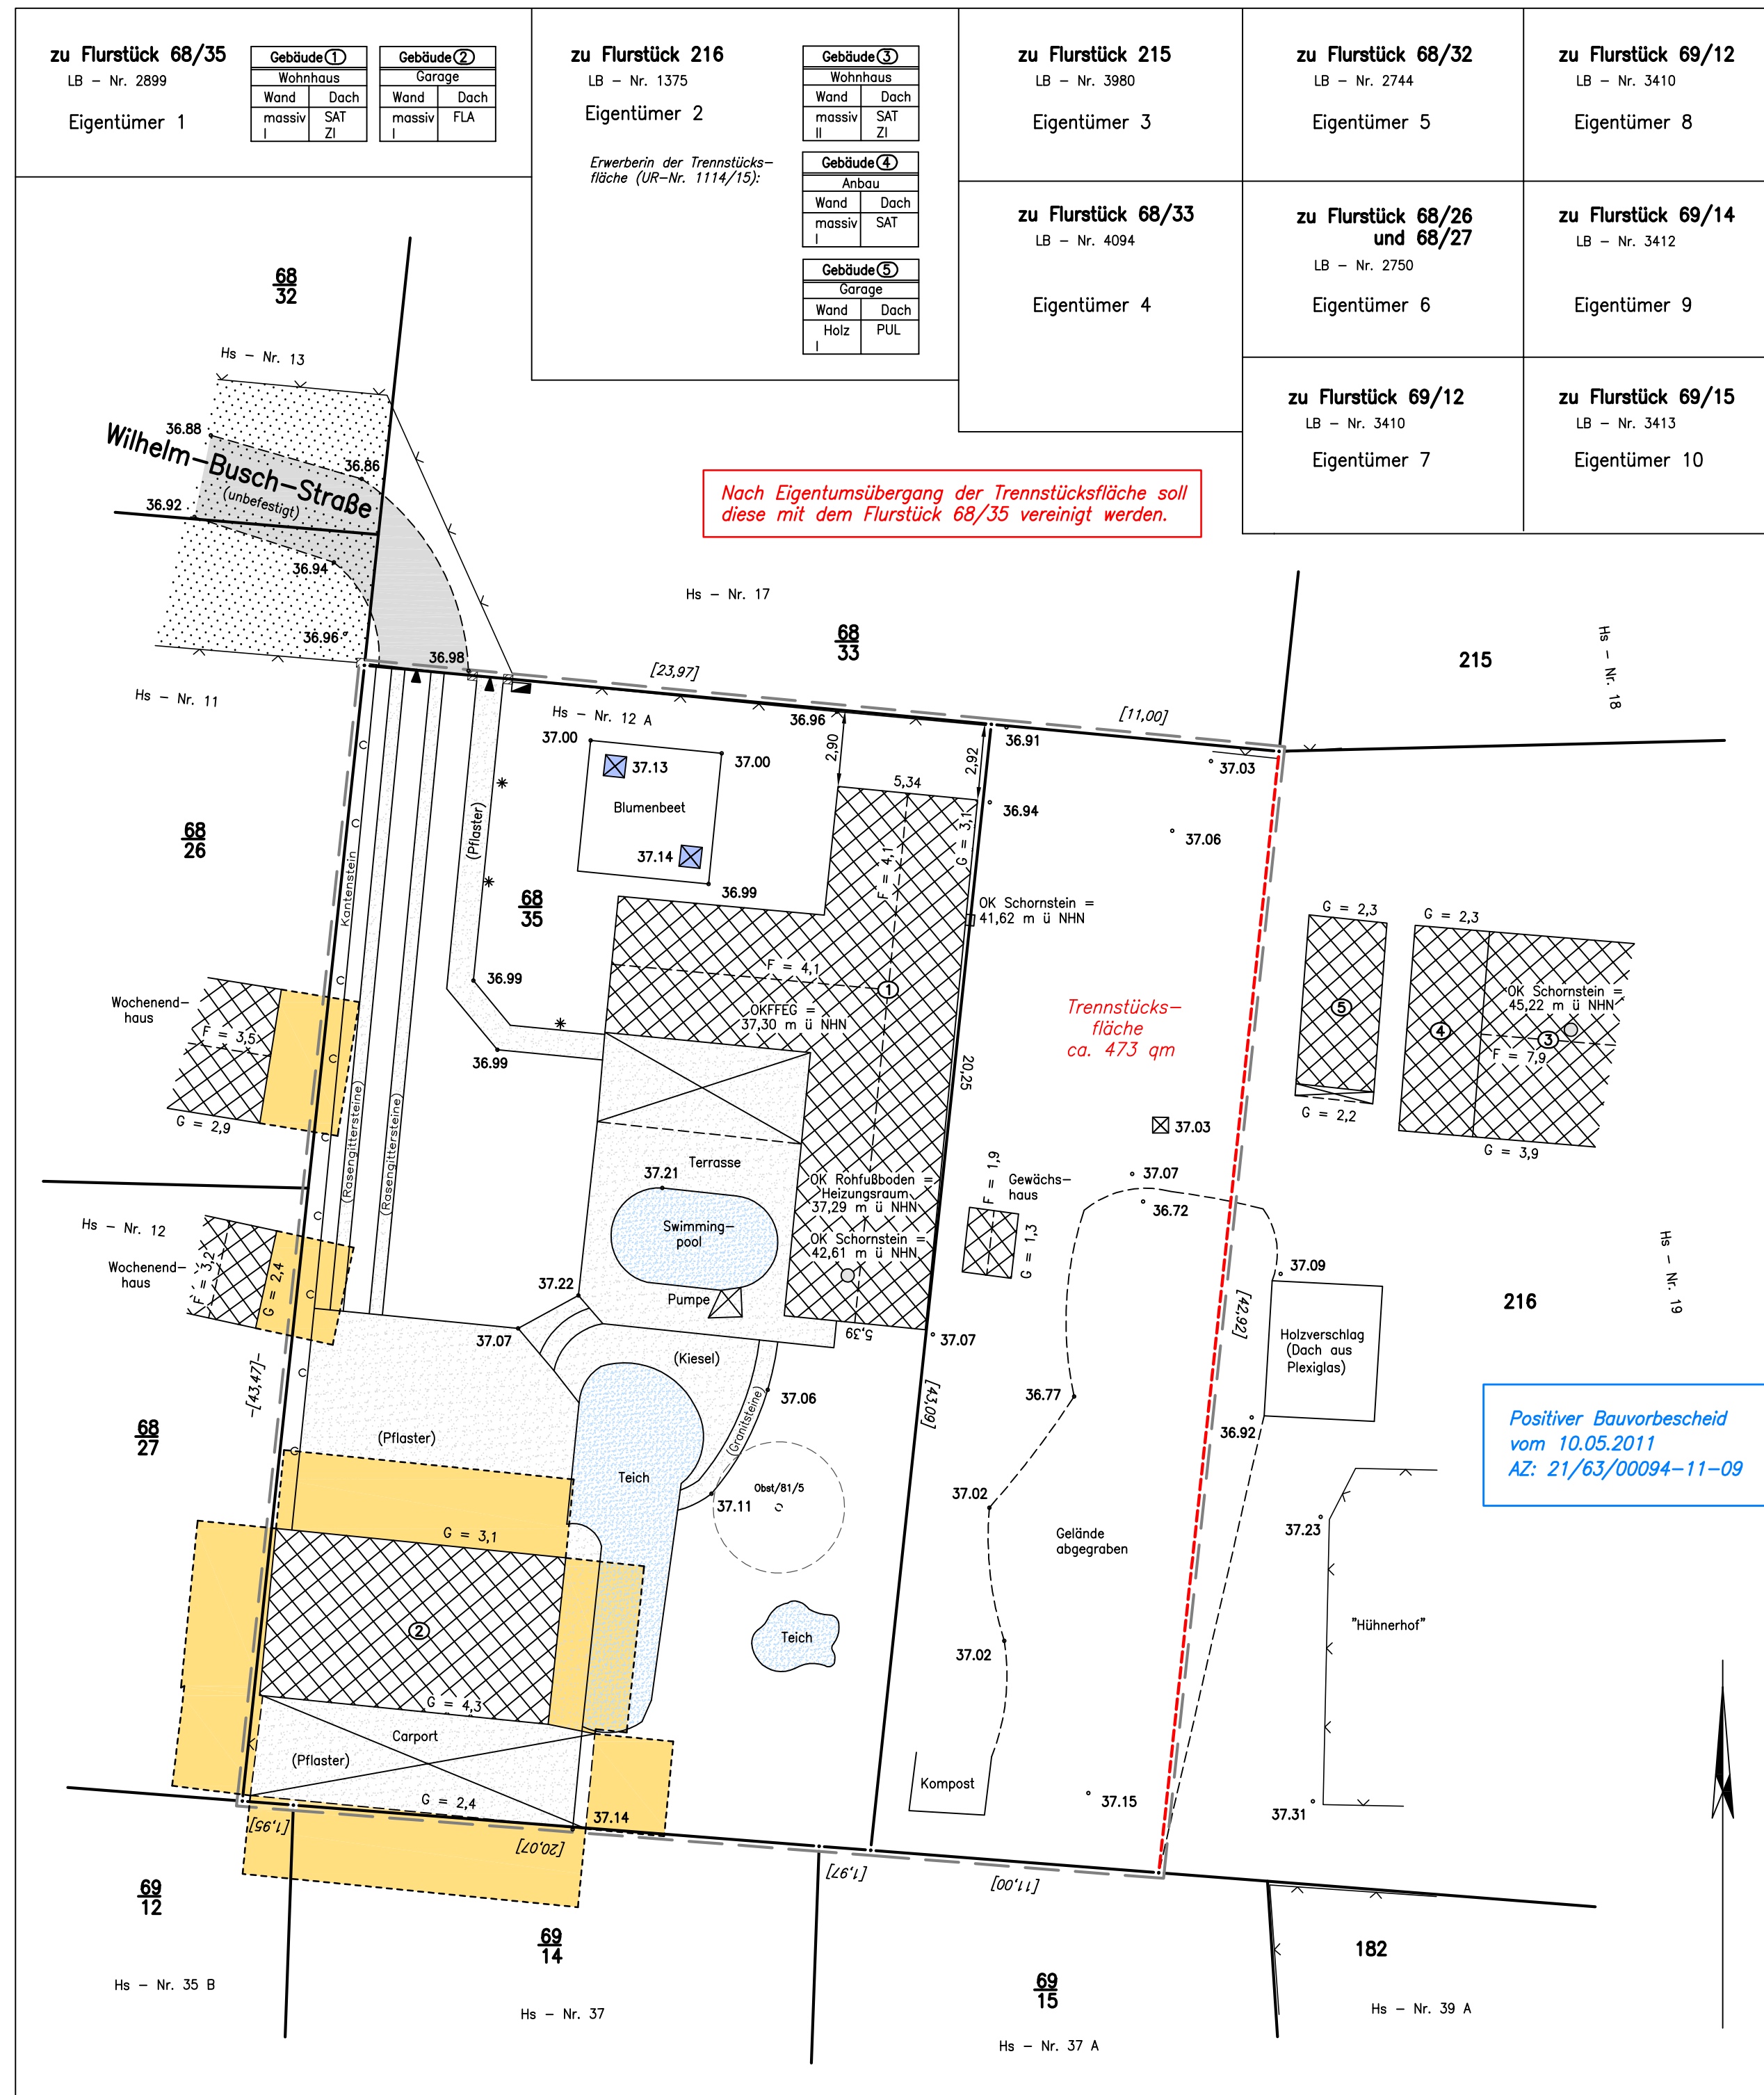 zu Flurstück 68/35
LB – Nr. 2899
Eigentümer 1
Gebäude 1
Wohnhaus
Wand Dach
massiv SAT
I ZI
Gebäude 2
Garage
Wand Dach
massiv FLA
I
zu Flurstück 216
LB – Nr. 1375
Eigentümer 2
Erwerberin der Trennstücks–
fläche (UR–Nr. 1114/15):
Gebäude 3
Wohnhaus
Wand Dach
massiv SAT
II ZI
Gebäude 4
Anbau
Wand Dach
massiv SAT
I
Gebäude 5
Garage
Wand Dach
Holz PUL
I
zu Flurstück 215
LB – Nr. 3980
Eigentümer 3
zu Flurstück 68/32
LB – Nr. 2744
Eigentümer 5
zu Flurstück 69/12
LB – Nr. 3410
Eigentümer 8
zu Flurstück 68/33
LB – Nr. 4094
Eigentümer 4
zu Flurstück 68/26
und 68/27
LB – Nr. 2750
Eigentümer 6
zu Flurstück 69/14
LB – Nr. 3412
Eigentümer 9
zu Flurstück 69/12
LB – Nr. 3410
Eigentümer 7
zu Flurstück 69/15
LB – Nr. 3413
Eigentümer 10
68
32
Hs – Nr. 13
36.88
Wilhelm–Busch–Straße
(unbefestigt)
36.86
36.92
36.94
36.96
36.98
Nach Eigentumsübergang der Trennstücksfläche soll
diese mit dem Flurstück 68/35 vereinigt werden.
Hs – Nr. 17
68
33
[23,97]
[11,00]
215
Hs – Nr. 18
Hs – Nr. 11
Hs – Nr. 12 A
36.96
36.91
37.03
37.00
37.00
37.13
Blumenbeet
37.14
36.99
2,90
2,92
5,34
36.94
37.06
68
26
Kantenstein
(Pflaster)
68
35
G = 3,1
F = 4,1
OK Schornstein =
41,62 m ü NHN
F = 4,1
1
OKFFEG =
37,30 m ü NHN
36.99
36.99
20,25
Trennstücks–
fläche
ca. 473 qm
G = 2,3
5
G = 2,2
G = 2,3
4
OK Schornstein =
45,22 m ü NHN
3
F = 7,9
G = 3,9
Wochenend–
haus
F = 3,5
G = 2,9
(Rasengittersteine)
(Rasengittersteine)
37.03
37.07
36.72
Terrasse
37.21
Swimming–
pool
OK Rohfußboden =
Heizungsraum
37,29 m ü NHN
OK Schornstein =
42,61 m ü NHN
F = 1,9
Gewächs–
haus
G = 1,3
Hs – Nr. 12
Wochenend–
haus
F = 3,2
G = 2,4
37.22
Pumpe
37.07
5,39
37.07
37.09
[42,92]
Holzverschlag
(Dach aus
Plexiglas)
216
Hs – Nr. 19
–[43,47]–
(Kiesel)
(Granitsteine)
37.06
[43,09]
36.77
36.92
68
27
(Pflaster)
Teich
Obst/81/5
37.11
37.02
Gelände
abgegraben
37.23
Positiver Bauvorbescheid
vom 10.05.2011
AZ: 21/63/00094–11–09
G = 3,1
2
G = 4,3
Teich
37.02
"Hühnerhof"
Carport
(Pflaster)
G = 2,4
37.14
Kompost
37.15
37.31
[1,95]
[20,07]
[1,97]
[11,00]
69
12
69
14
69
15
182
Hs – Nr. 35 B
Hs – Nr. 37
Hs – Nr. 37 A
Hs – Nr. 39 A